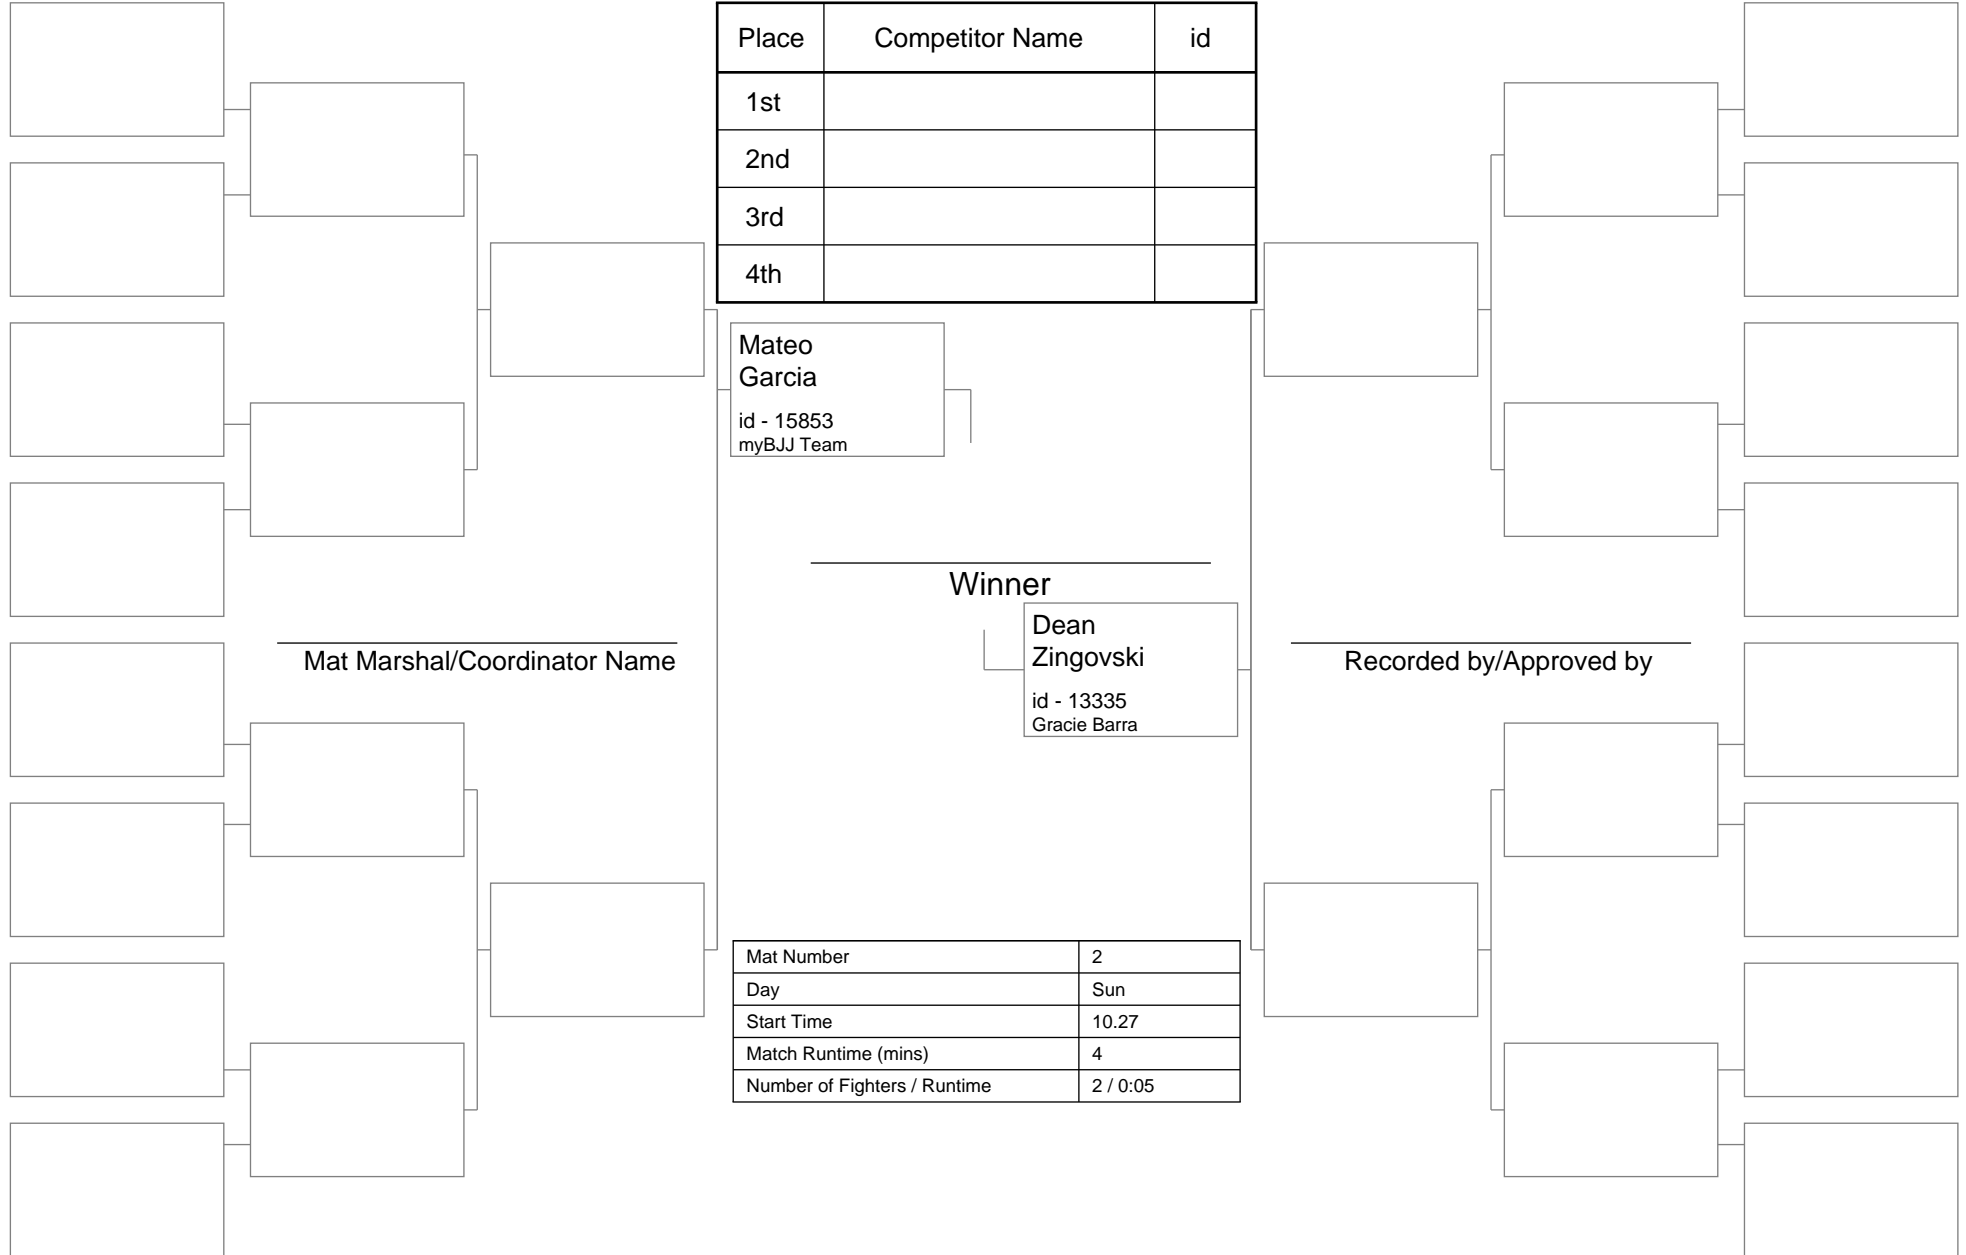 Place Competitor Name id
1st
2nd
3rd
4th
Mateo
Garcia
id - 15853
myBJJ Team
Winner
Dean
Zingovski
id - 13335
Gracie Barra
Mat Marshal/Coordinator Name
Recorded by/Approved by
Mat Number 2
Day Sun
Start Time 10.27
Match Runtime (mins) 4
Number of Fighters / Runtime 2 / 0:05